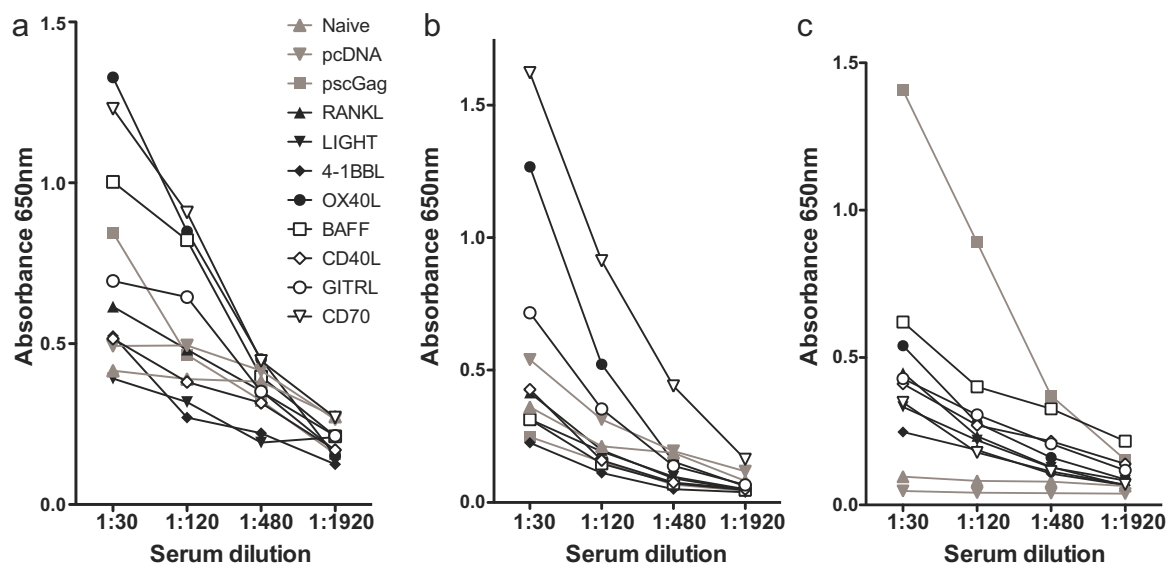 a
Absorbance 650nm
1.5
1.0
0.5
0.0
1:30
1:120
1:480
1:1920
Serum dilution
Naive
pcDNA
pscGag
RANKL
LIGHT
4-1BBL
OX40L
BAFF
CD40L
GITRL
CD70
b
Absorbance 650nm
1.5
1.0
0.5
0.0
1:30
1:120
1:480
1:1920
Serum dilution
c
Absorbance 650nm
1.5
1.0
0.5
0.0
1:30
1:120
1:480
1:1920
Serum dilution